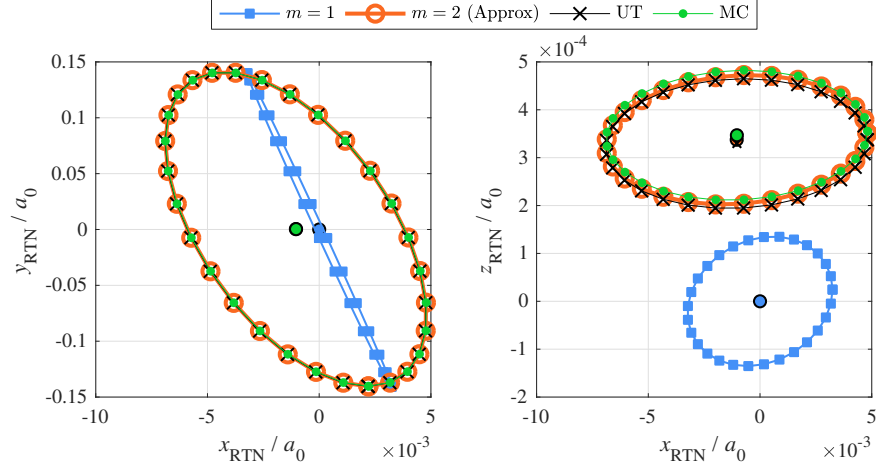 m = 1 m = 2 (Approx) UT MC
0.15
0.1
0.05
0
-0.05
-0.1
-0.15
y_RTN / a_0
-10 -5 0 5
x_RTN / a_0 ×10^-3
×10^-4
5
4
3
2
1
0
-1
-2
z_RTN / a_0
-10 -5 0 5
x_RTN / a_0 ×10^-3